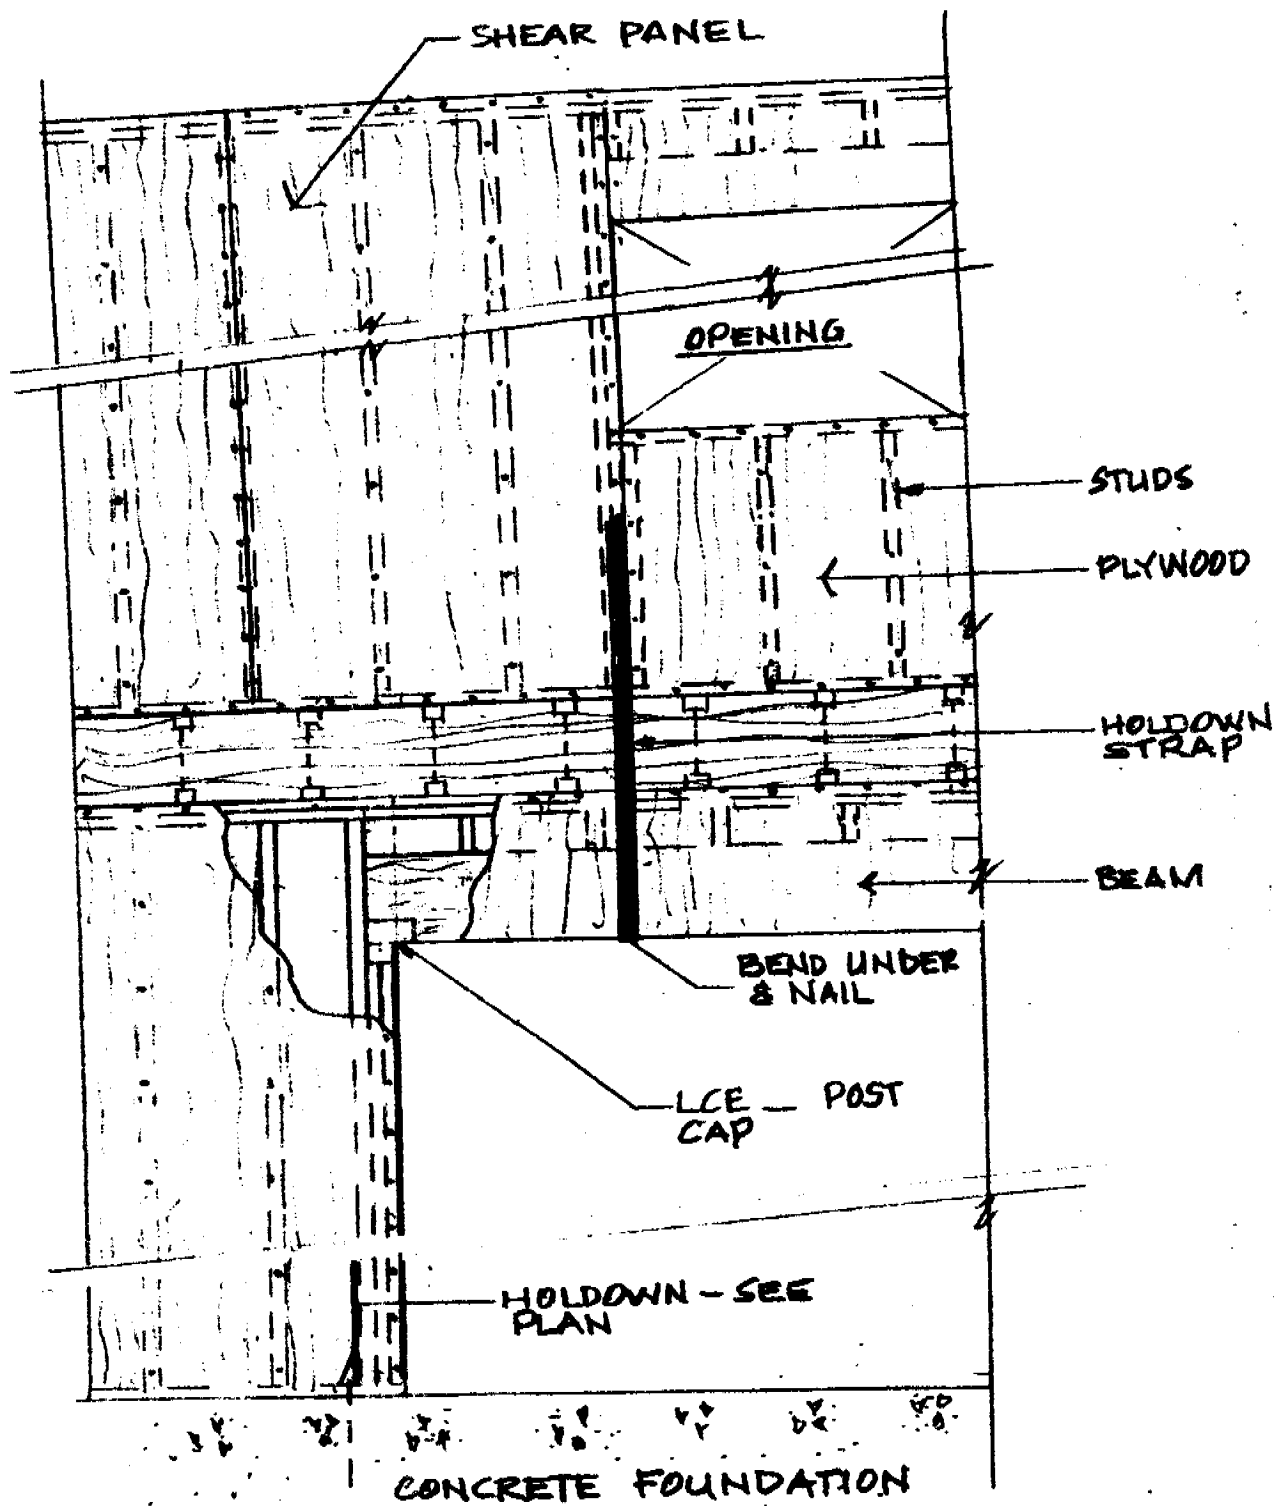 SHEAR PANEL
OPENING
STUDS
PLYWOOD
HOLDOWN
STRAP
BEAM
BEND UNDER
& NAIL
LCE _ POST
CAP
HOLDOWN - SEE
PLAN
CONCRETE FOUNDATION